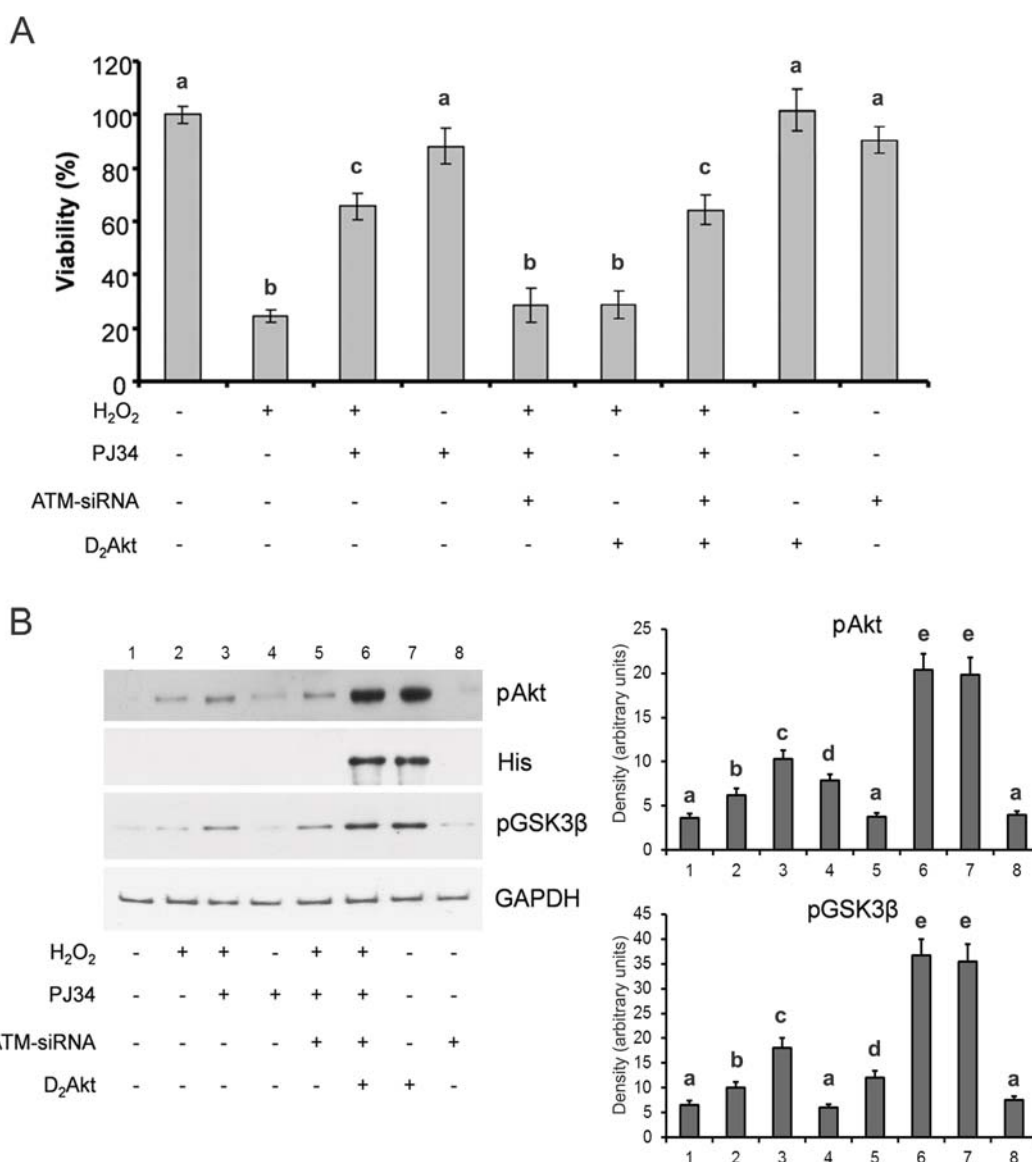 A
Viability (%)
120
100
80
60
40
20
0
a b c a b b c a a
H₂O₂ - + + - + + + - -
PJ34 - - + + + - + - -
ATM-siRNA - - - - + - + - +
D₂Akt - - - - - + + + -
B
1 2 3 4 5 6 7 8
pAkt
His
pGSK3β
GAPDH
H₂O₂ - + + - + + - -
PJ34 - - + + + + - -
ATM-siRNA - - - - + + - +
D₂Akt - - - - - + + -
pAkt
Density (arbitrary units)
25
20
15
10
5
0
a b c d a e e a
1 2 3 4 5 6 7 8
pGSK3β
Density (arbitrary units)
45
40
35
30
25
20
15
10
5
0
a b c a d e e a
1 2 3 4 5 6 7 8